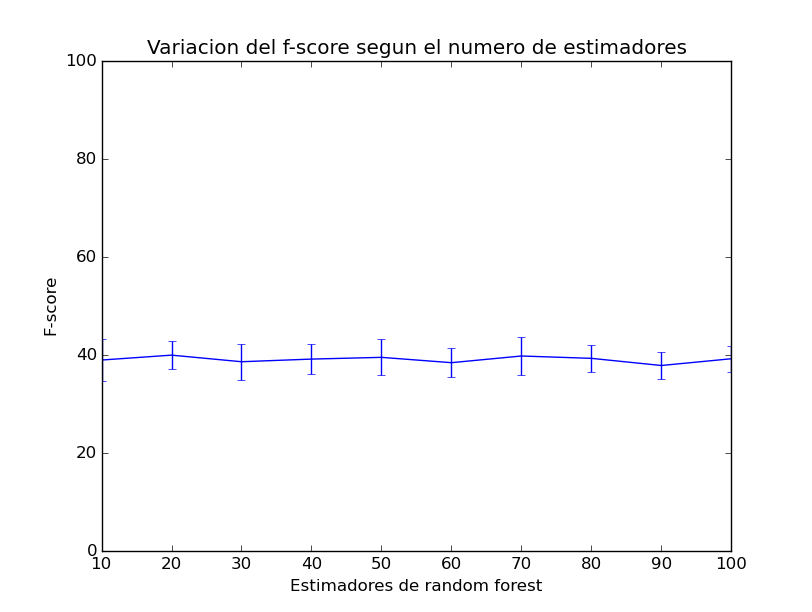 Variacion del f-score segun el numero de estimadores
100
80
60
40
20
0
F-score
10 20 30 40 50 60 70 80 90 100
Estimadores de random forest